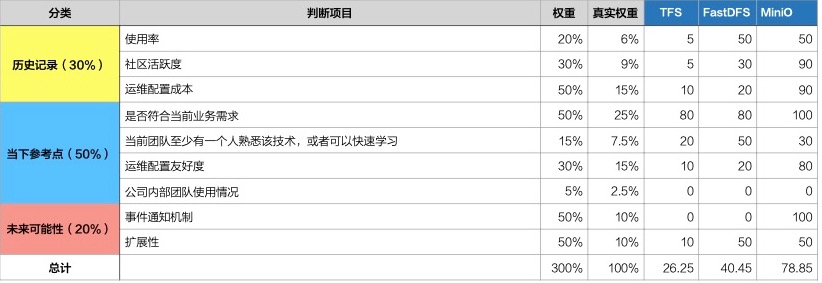 分类 判断项目 权重 真实权重 TFS FastDFS MiniO
历史记录（30%） 使用率 20% 6% 5 50 50
社区活跃度 30% 9% 5 30 90
运维配置成本 50% 15% 10 20 90
当下参考点（50%） 是否符合当前业务需求 50% 25% 80 80 100
当前团队至少有一个人熟悉该技术，或者可以快速学习 15% 7.5% 20 50 30
运维配置友好度 30% 15% 10 20 80
公司内部团队使用情况 5% 2.5% 0 0 0
未来可能性（20%） 事件通知机制 50% 10% 0 0 100
扩展性 50% 10% 10 50 50
总计 300% 100% 26.25 40.45 78.85